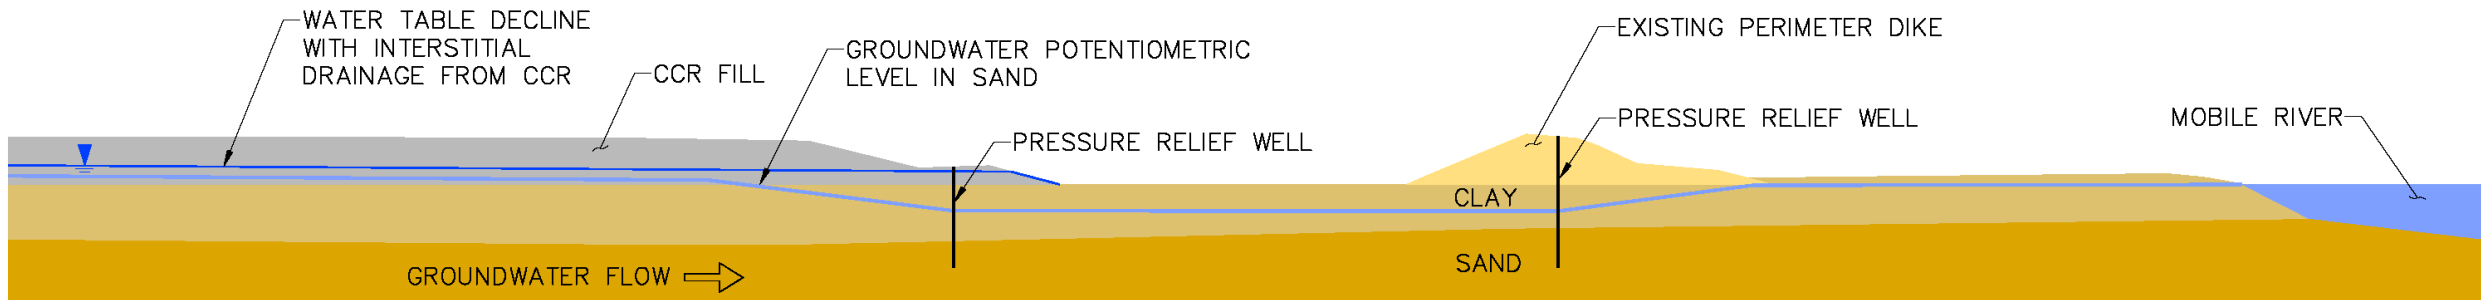 WATER TABLE DECLINE
WITH INTERSTITIAL
DRAINAGE FROM CCR
CCR FILL
GROUNDWATER POTENTIOMETRIC
LEVEL IN SAND
PRESSURE RELIEF WELL
EXISTING PERIMETER DIKE
PRESSURE RELIEF WELL
MOBILE RIVER
CLAY
SAND
GROUNDWATER FLOW